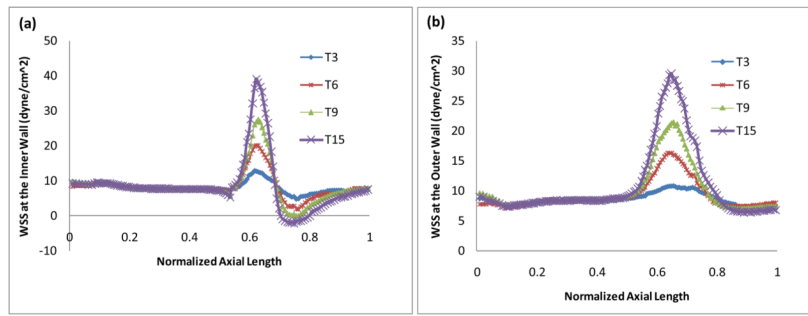 (a)
WSS at the Inner Wall (dyne/cm^2)
50
40
30
20
10
0
-10
0
0.2
0.4
0.6
0.8
1
Normalized Axial Length
T3
T6
T9
T15
(b)
WSS at the Outer Wall (dyne/cm^2)
35
30
25
20
15
10
5
0
0
0.2
0.4
0.6
0.8
1
Normalized Axial Length
T3
T6
T9
T15